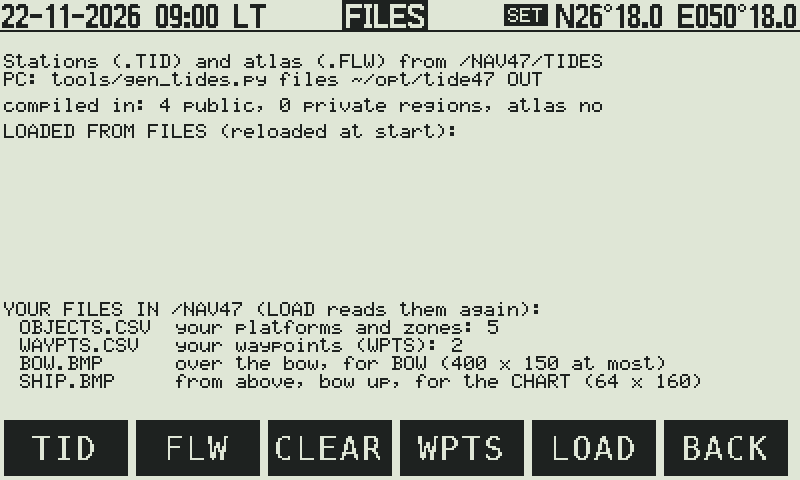 22-11-2026 09:00 LT FILES SET N26°18.0 E050°18.0
Stations (.TID) and atlas (.FLW) from /NAV47/TIDES
PC: tools/gen_tides.py files ~/opt/tide47 OUT
compiled in: 4 public, 0 private regions, atlas no
LOADED FROM FILES (reloaded at start):
YOUR FILES IN /NAV47 (LOAD reads them again):
OBJECTS.CSV your platforms and zones: 5
WAYPTS.CSV your waypoints (WPTS): 2
BOW.BMP over the bow, for BOW (400 x 150 at most)
SHIP.BMP from above, bow up, for the CHART (64 x 160)
TID FLW CLEAR WPTS LOAD BACK